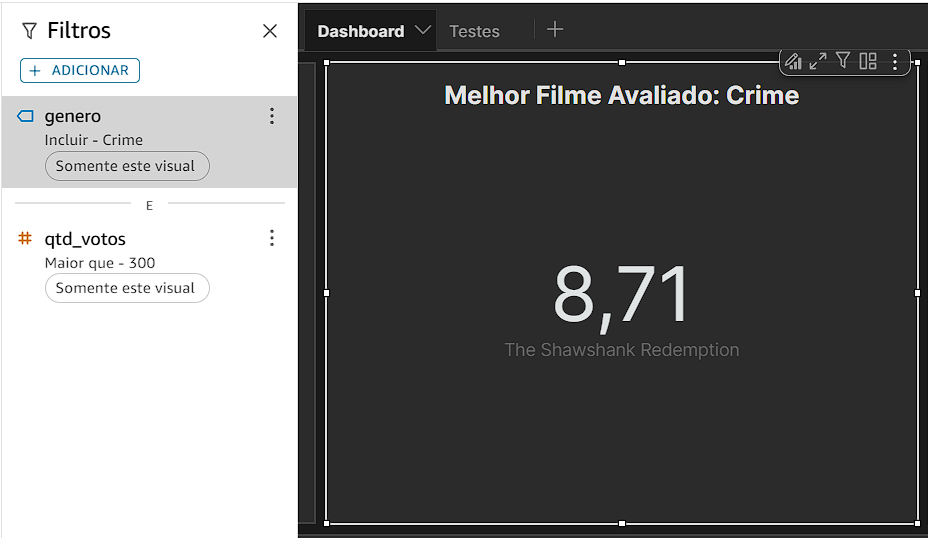 Filtros
+ ADICIONAR
genero
Incluir - Crime
Somente este visual
E
qtd_votos
Maior que - 300
Somente este visual
Dashboard
Testes
Melhor Filme Avaliado: Crime
8,71
The Shawshank Redemption